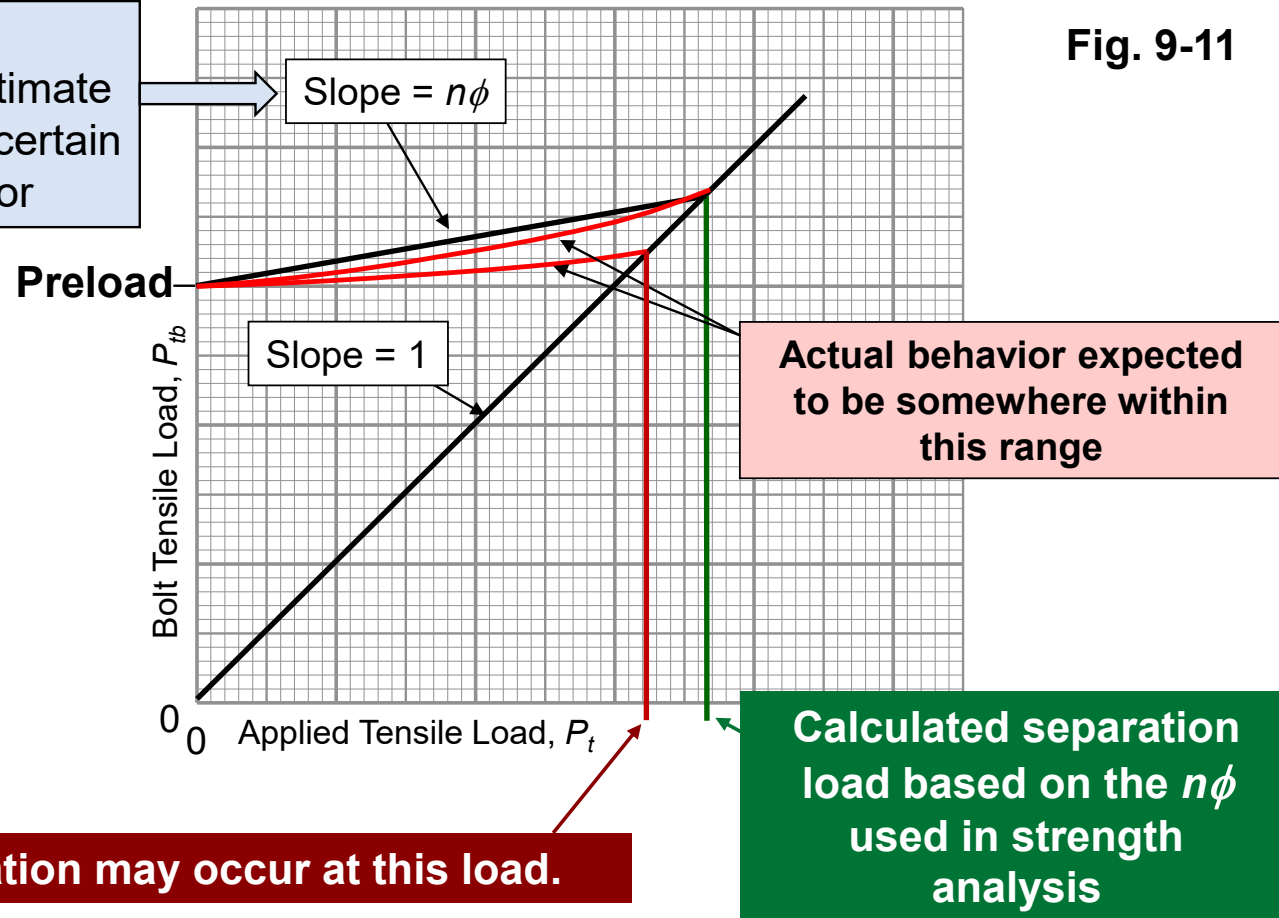 Fig. 9-11
timate
certain
or
Slope = nϕ
Preload
Slope = 1
Bolt Tensile Load, Ptb
Actual behavior expected
to be somewhere within
this range
0
0
Applied Tensile Load, Pt
Calculated separation
load based on the nϕ
used in strength
analysis
ation may occur at this load.